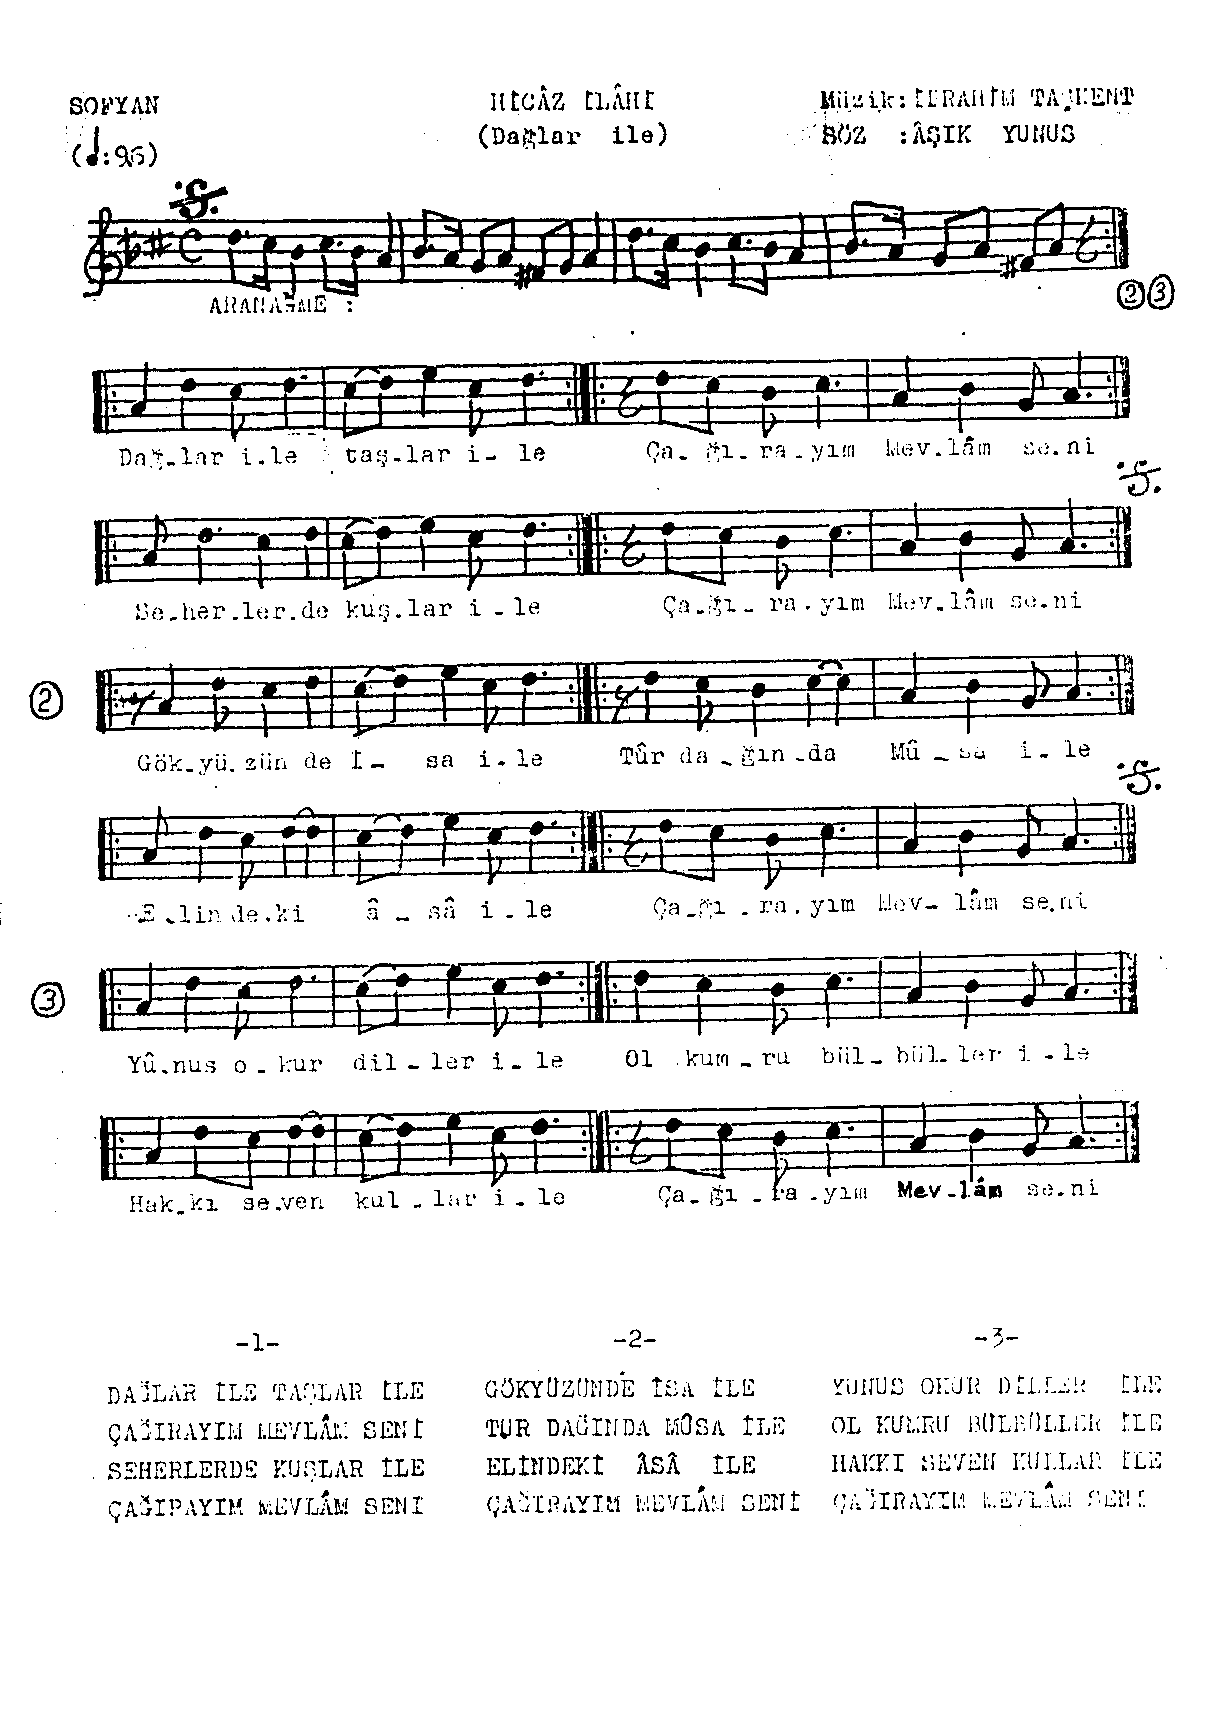 SOFYAN
HİCÂZ İLÂHİ
Müzik:İBRAHİM TAŞKENT
(Dağlar ile)
SÖZ :ÂŞIK YUNUS
(♩:96)
ARANAĞME :
2 3
Dağ.lar i.le taş.lar i- le Ça- ğı.ra.yım Mev.lâm se.ni
Se.her.ler.de kuş.lar i-le Ça.ğı-ra.yım Mev.lâm se.ni
2
Gök.yü.zün de İ- sa i.le Tûr da-ğın-da Mû-sa i-le
E-lin de.ki â-sâ i-le Ça-ğı.ra.yım Mev-lâm se.ni
3
Yû.nus o-kur dil-ler i-le Ol kum-ru bül-bül-ler i-le
Hak.kı se.ven kul-lar i-le Ça-ğı-ra.yım Mev-lâm se.ni
-1- -2- -3-
DAĞLAR İLE TAŞLAR İLE GÖKYÜZÜNDE İSA İLE YUNUS OKUR DİLLER İLE
ÇAĞIRAYIM MEVLÂM SENİ TUR DAĞINDA MÛSA İLE OL KUMRU BÜLBÜLLER İLE
SEHERLERDE KUŞLAR İLE ELİNDEKİ ÂSÂ İLE HAKKI SEVEN KULLAR İLE
ÇAĞIRAYIM MEVLÂM SENİ ÇAĞIRAYIM MEVLÂM SENİ ÇAĞIRAYIM MEVLÂM SENİ